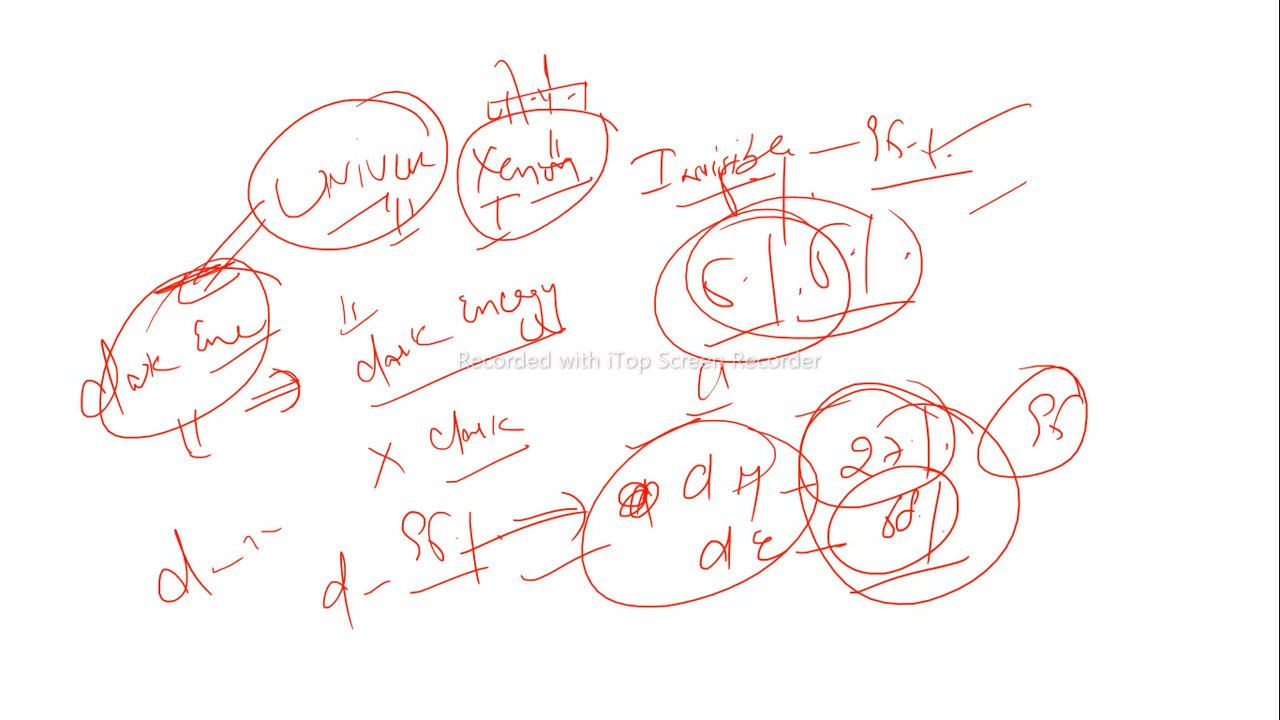 UNIVER Xenon Invisible – 95%.
5%. 5%.
Dark Ene
dark energy
U
x dark
d M – 27%. 95
d – 95% d E – 68%.
d –
Recorded with iTop Screen Recorder